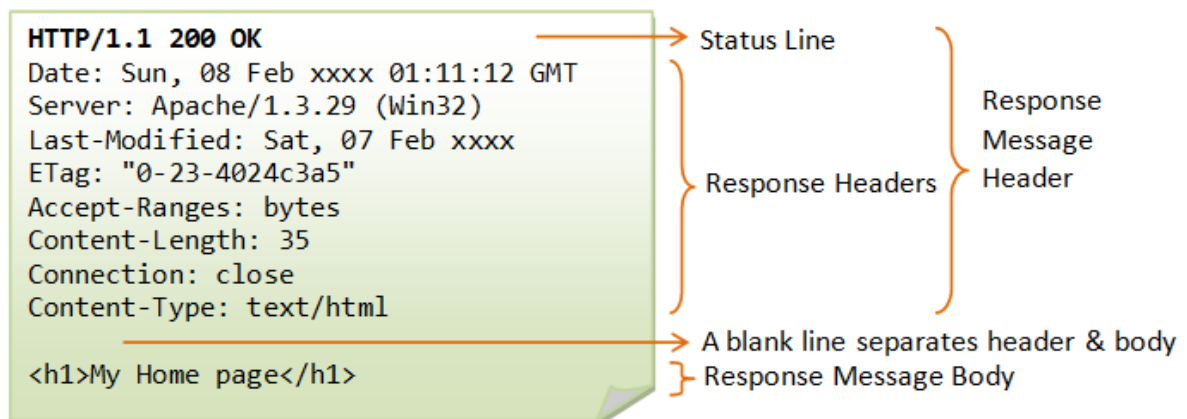 HTTP/1.1 200 OK
Date: Sun, 08 Feb xxxx 01:11:12 GMT
Server: Apache/1.3.29 (Win32)
Last-Modified: Sat, 07 Feb xxxx
ETag: "0-23-4024c3a5"
Accept-Ranges: bytes
Content-Length: 35
Connection: close
Content-Type: text/html
<h1>My Home page</h1>
Status Line
Response Headers
Response
Message
Header
A blank line separates header & body
Response Message Body